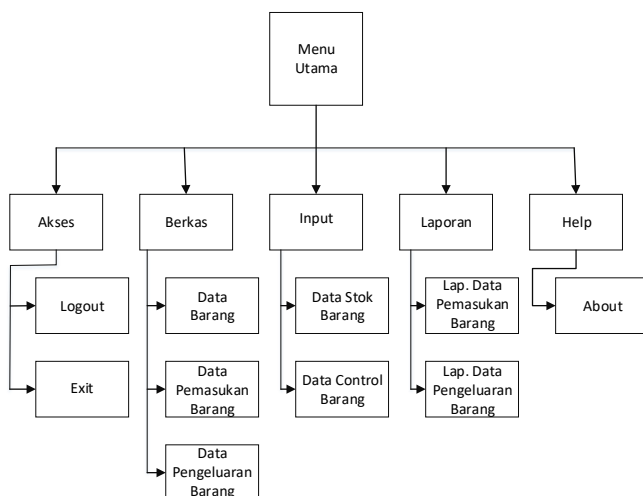 Menu
Utama
Akses
Berkas
Input
Laporan
Help
Logout
Data
Barang
Data Stok
Barang
Lap. Data
Pemasukan
Barang
About
Exit
Data
Pemasukan
Barang
Data Control
Barang
Lap. Data
Pengeluaran
Barang
Data
Pengeluaran
Barang